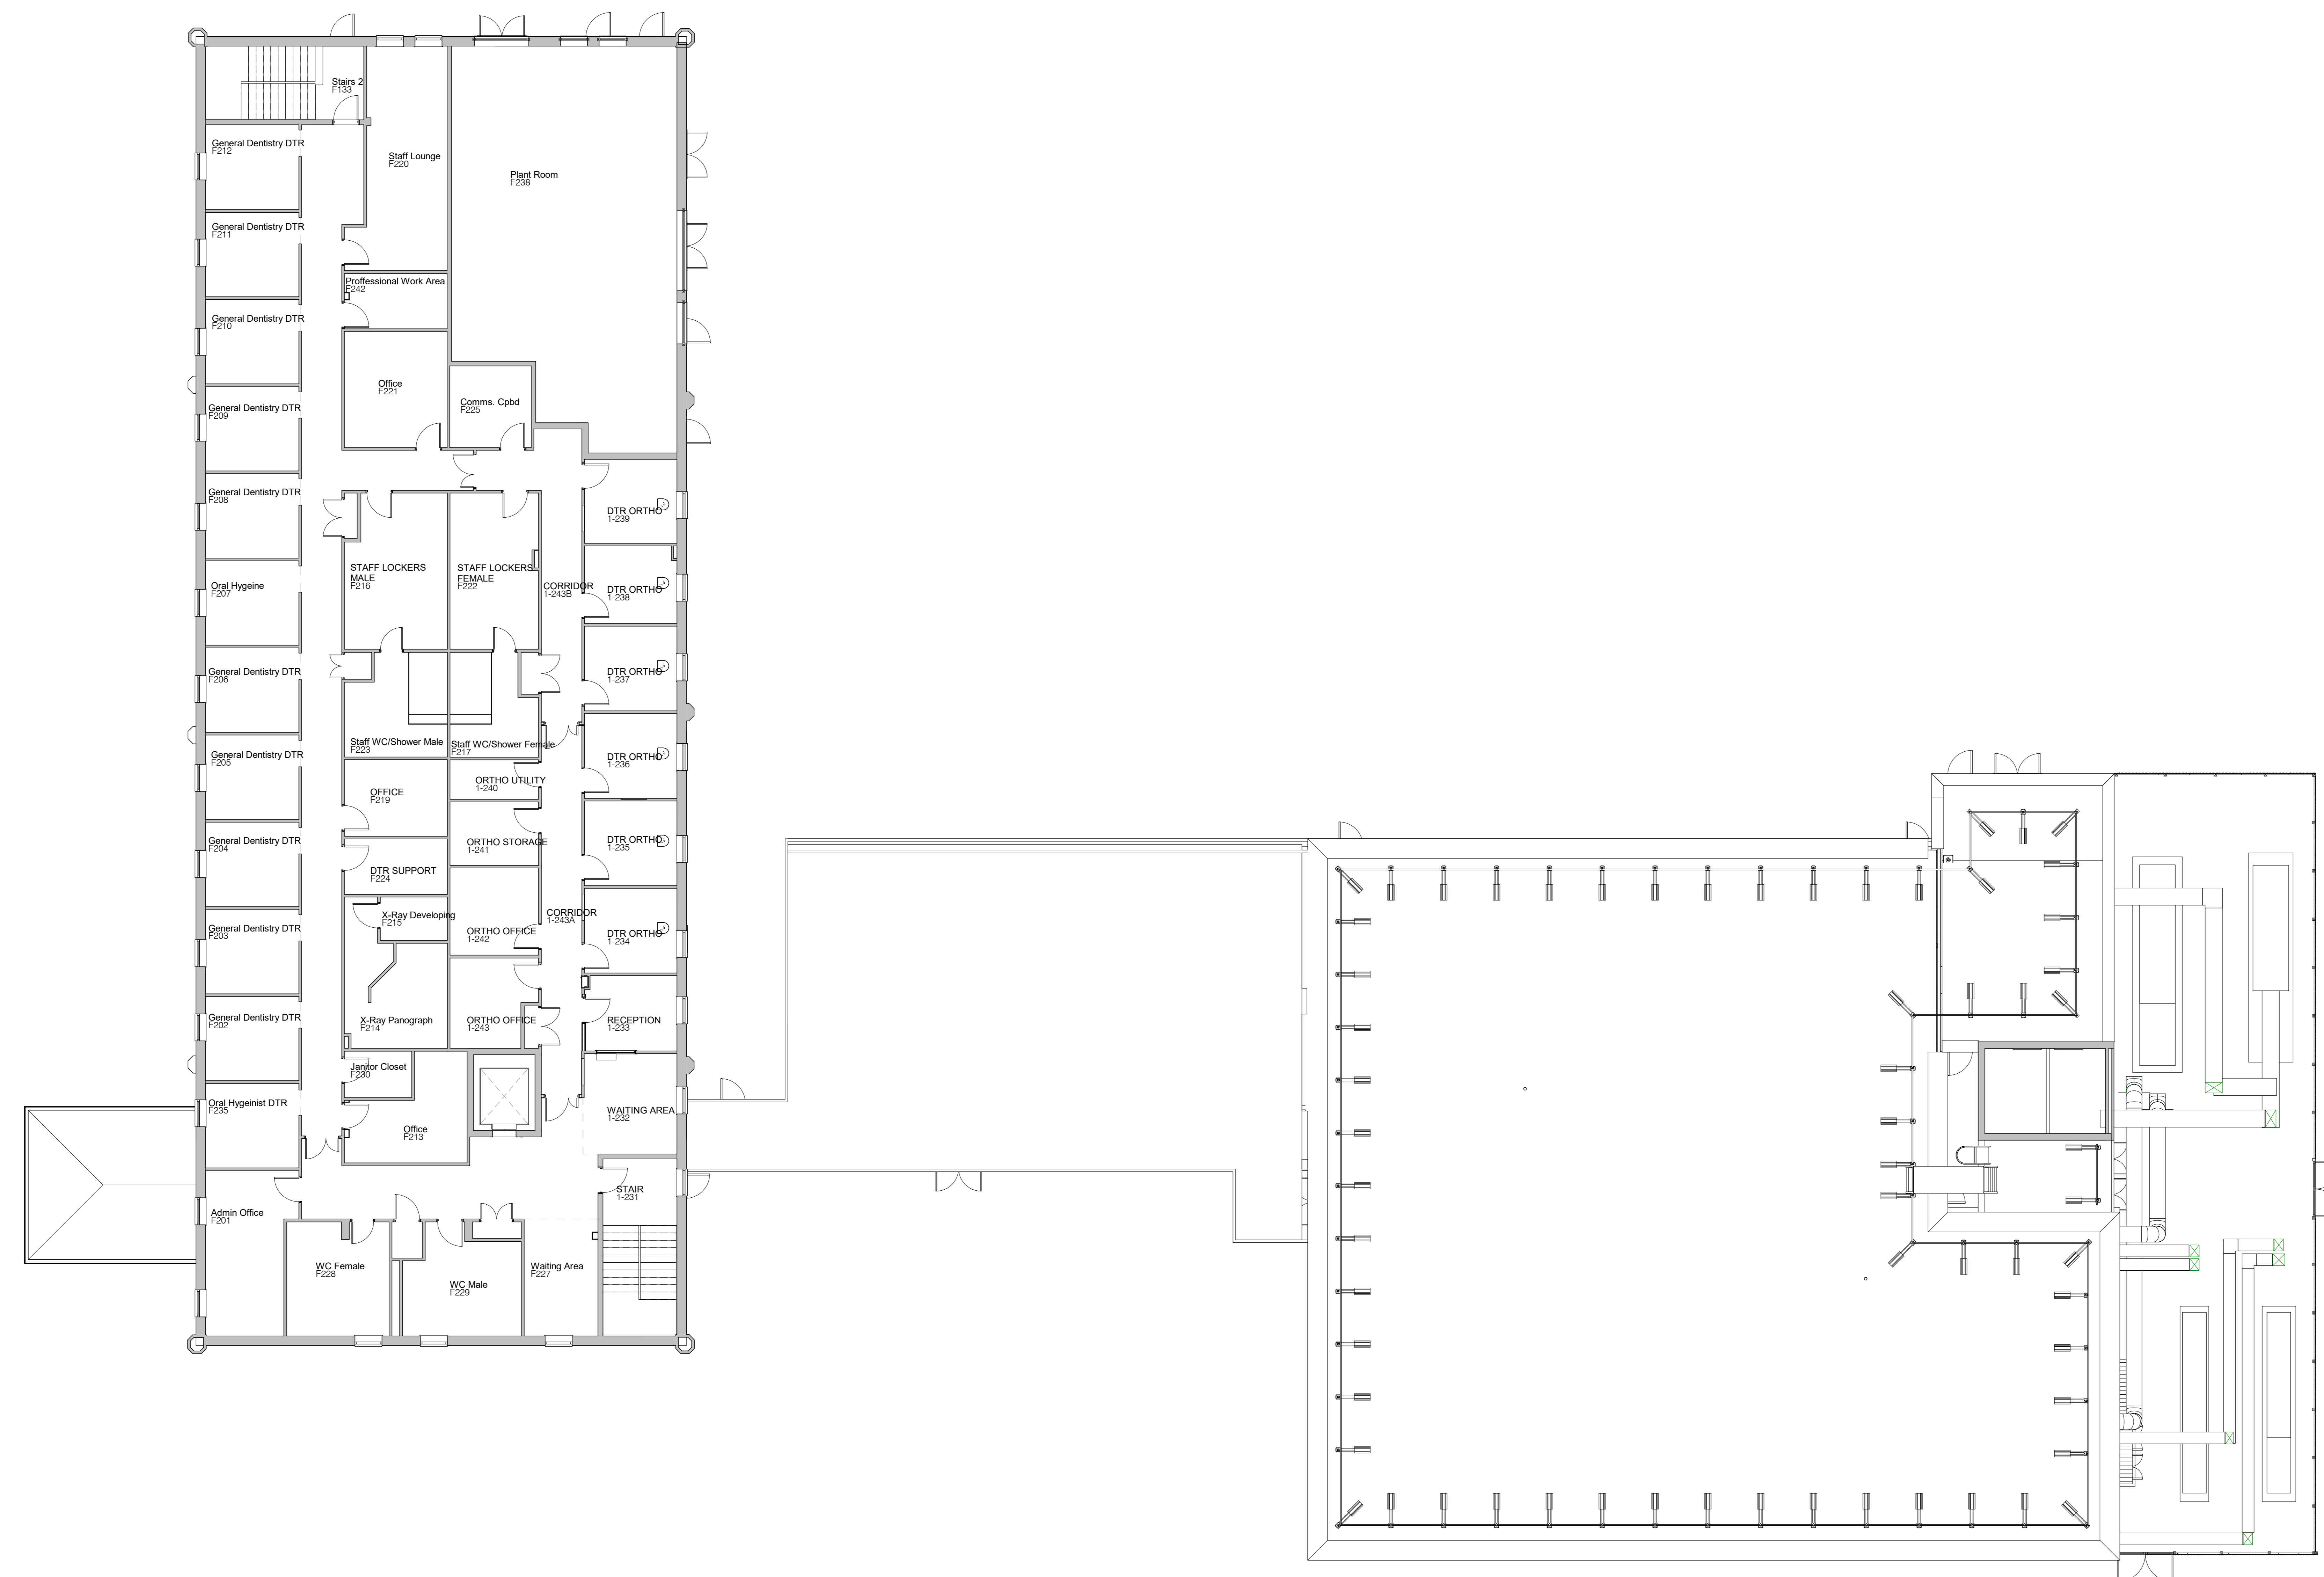 Stairs 2
F133
General Dentistry DTR
F212
Staff Lounge
F220
Plant Room
F238
General Dentistry DTR
F211
Proffessional Work Area
F242
General Dentistry DTR
F210
Office
F221
Comms. Cpbd
F225
General Dentistry DTR
F209
General Dentistry DTR
F208
DTR ORTHO
1-239
STAFF LOCKERS
MALE
F216
STAFF LOCKERS
FEMALE
F222
CORRIDOR
1-243B
DTR ORTHO
1-238
Oral Hygeine
F207
General Dentistry DTR
F206
DTR ORTHO
1-237
Staff WC/Shower Male
F223
Staff WC/Shower Female
F217
General Dentistry DTR
F205
DTR ORTHO
1-236
ORTHO UTILITY
1-240
OFFICE
F219
General Dentistry DTR
F204
ORTHO STORAGE
1-241
DTR ORTHO
1-235
DTR SUPPORT
F224
X-Ray Developing
F215
CORRIDOR
1-243A
General Dentistry DTR
F203
ORTHO OFFICE
1-242
DTR ORTHO
1-234
General Dentistry DTR
F202
X-Ray Panograph
F214
ORTHO OFFICE
1-243
RECEPTION
1-233
Janitor Closet
F230
Oral Hygeinist DTR
F235
WAITING AREA
1-232
Office
F213
STAIR
1-231
Admin Office
F201
WC Female
F228
WC Male
F229
Waiting Area
F227